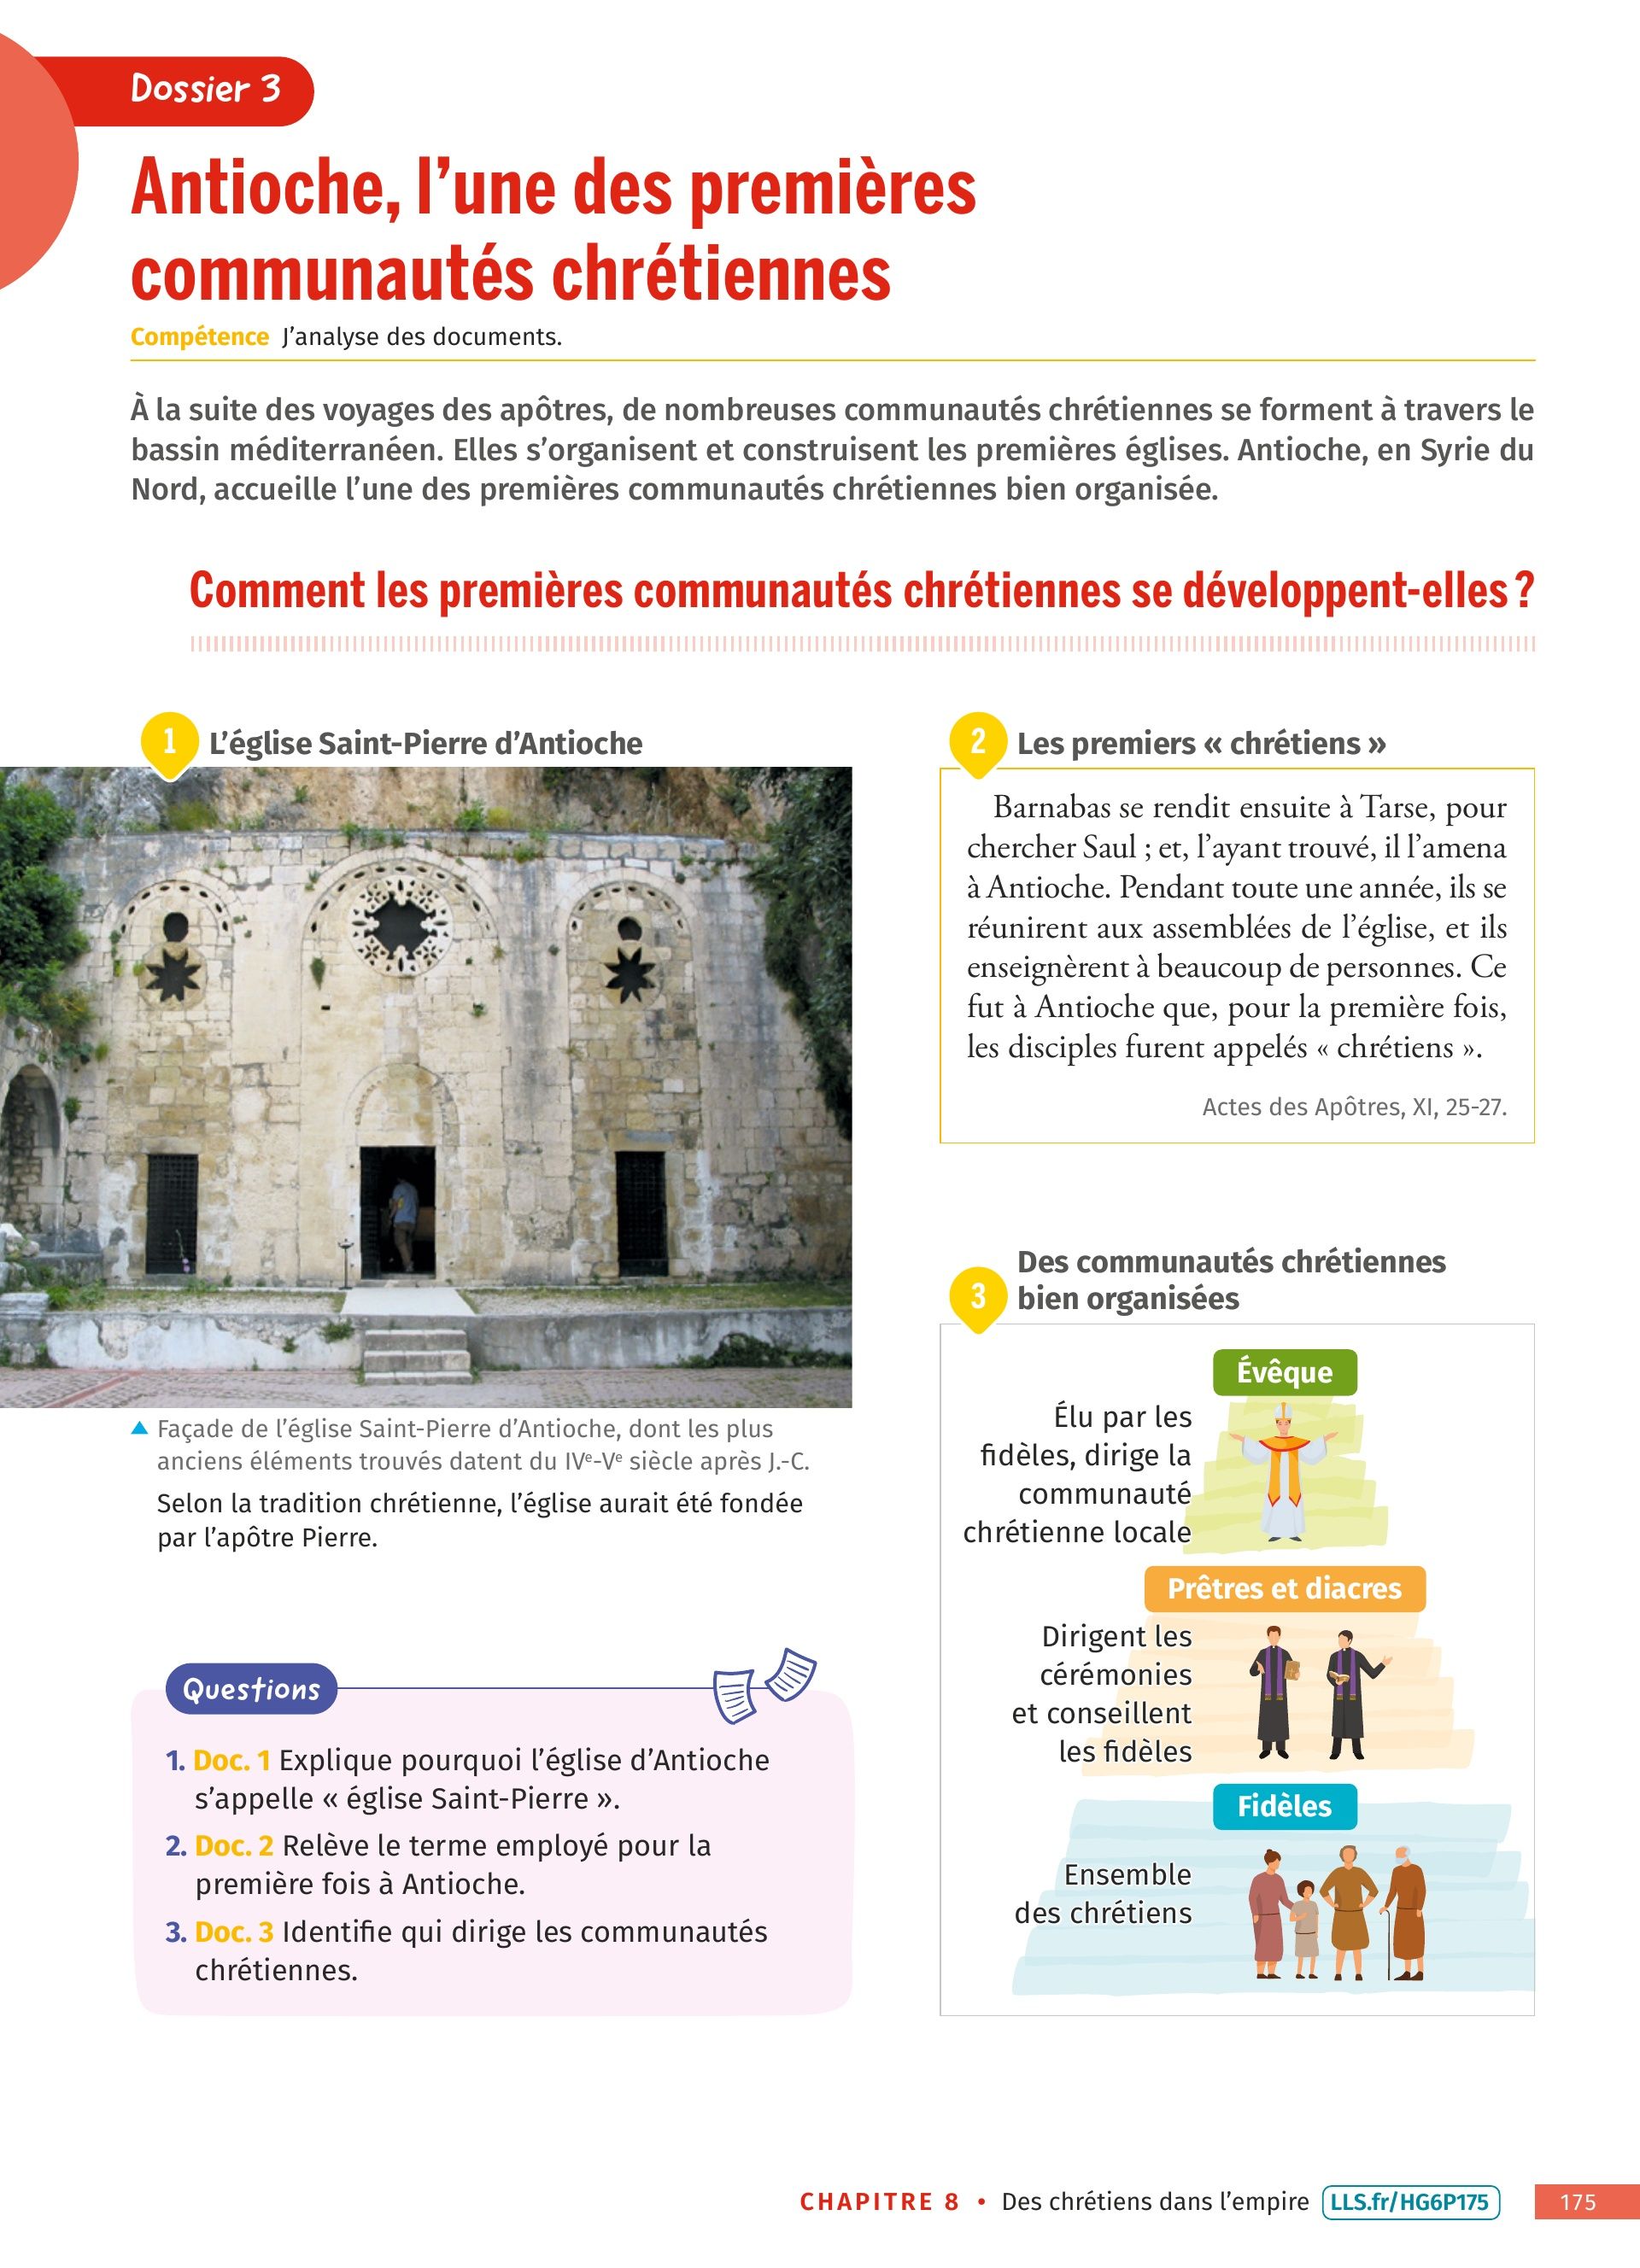 Dossier 3
Antioche, l’une des premières
communautés chrétiennes
Compétence J’analyse des documents.
À la suite des voyages des apôtres, de nombreuses communautés chrétiennes se forment à travers le
bassin méditerranéen. Elles s’organisent et construisent les premières églises. Antioche, en Syrie du
Nord, accueille l’une des premières communautés chrétiennes bien organisée.
Comment les premières communautés chrétiennes se développent-elles ?
1 L’église Saint-Pierre d’Antioche
Façade de l’église Saint-Pierre d’Antioche, dont les plus
anciens éléments trouvés datent du IVe-Ve siècle après J.-C.
Selon la tradition chrétienne, l’église aurait été fondée
par l’apôtre Pierre.
Questions
1. Doc. 1 Explique pourquoi l’église d’Antioche
s’appelle « église Saint-Pierre ».
2. Doc. 2 Relève le terme employé pour la
première fois à Antioche.
3. Doc. 3 Identifie qui dirige les communautés
chrétiennes.
2 Les premiers « chrétiens »
Barnabas se rendit ensuite à Tarse, pour
chercher Saul ; et, l’ayant trouvé, il l’amena
à Antioche. Pendant toute une année, ils se
réunirent aux assemblées de l’église, et ils
enseignèrent à beaucoup de personnes. Ce
fut à Antioche que, pour la première fois,
les disciples furent appelés « chrétiens ».
Actes des Apôtres, XI, 25-27.
Des communautés chrétiennes
3 bien organisées
Évêque
Élu par les
fidèles, dirige la
communauté
chrétienne locale
Prêtres et diacres
Dirigent les
cérémonies
et conseillent
les fidèles
Fidèles
Ensemble
des chrétiens
CHAPITRE 8 • Des chrétiens dans l’empire LLS.fr/HG6P175 175